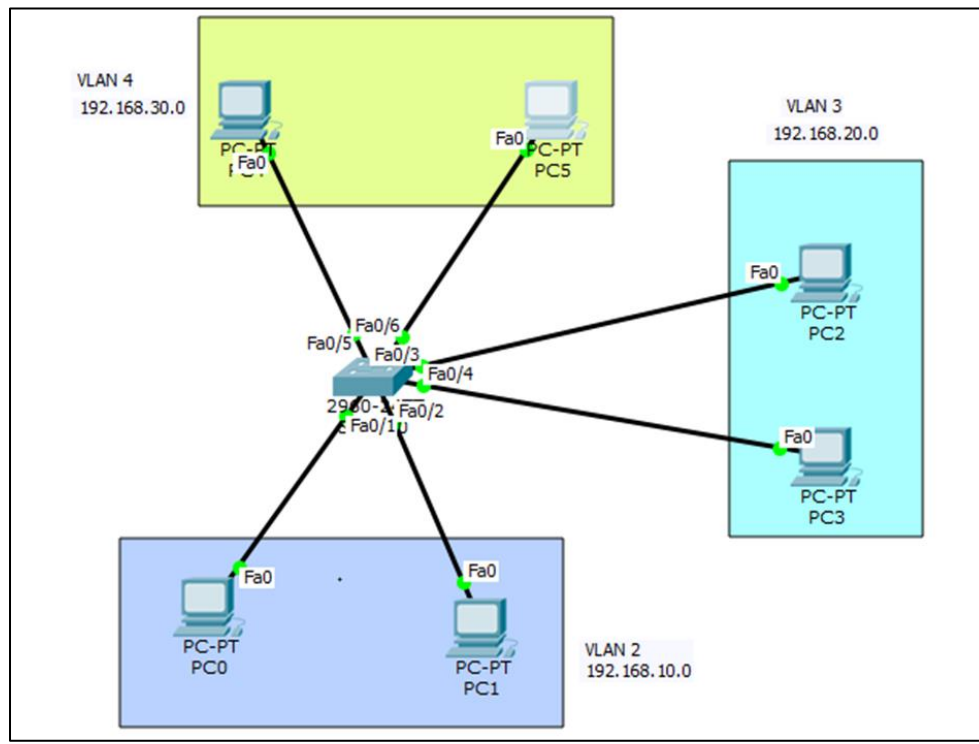 VLAN 4
192.168.30.0
PC-PT
Fa0
Fa0
PC-PT
PC5
VLAN 3
192.168.20.0
Fa0
PC-PT
PC2
Fa0/6
Fa0/5
Fa0/3
Fa0/4
Fa0/2
Fa0/1
Fa0
PC-PT
PC3
Fa0
PC-PT
PC0
Fa0
PC-PT
PC1
VLAN 2
192.168.10.0